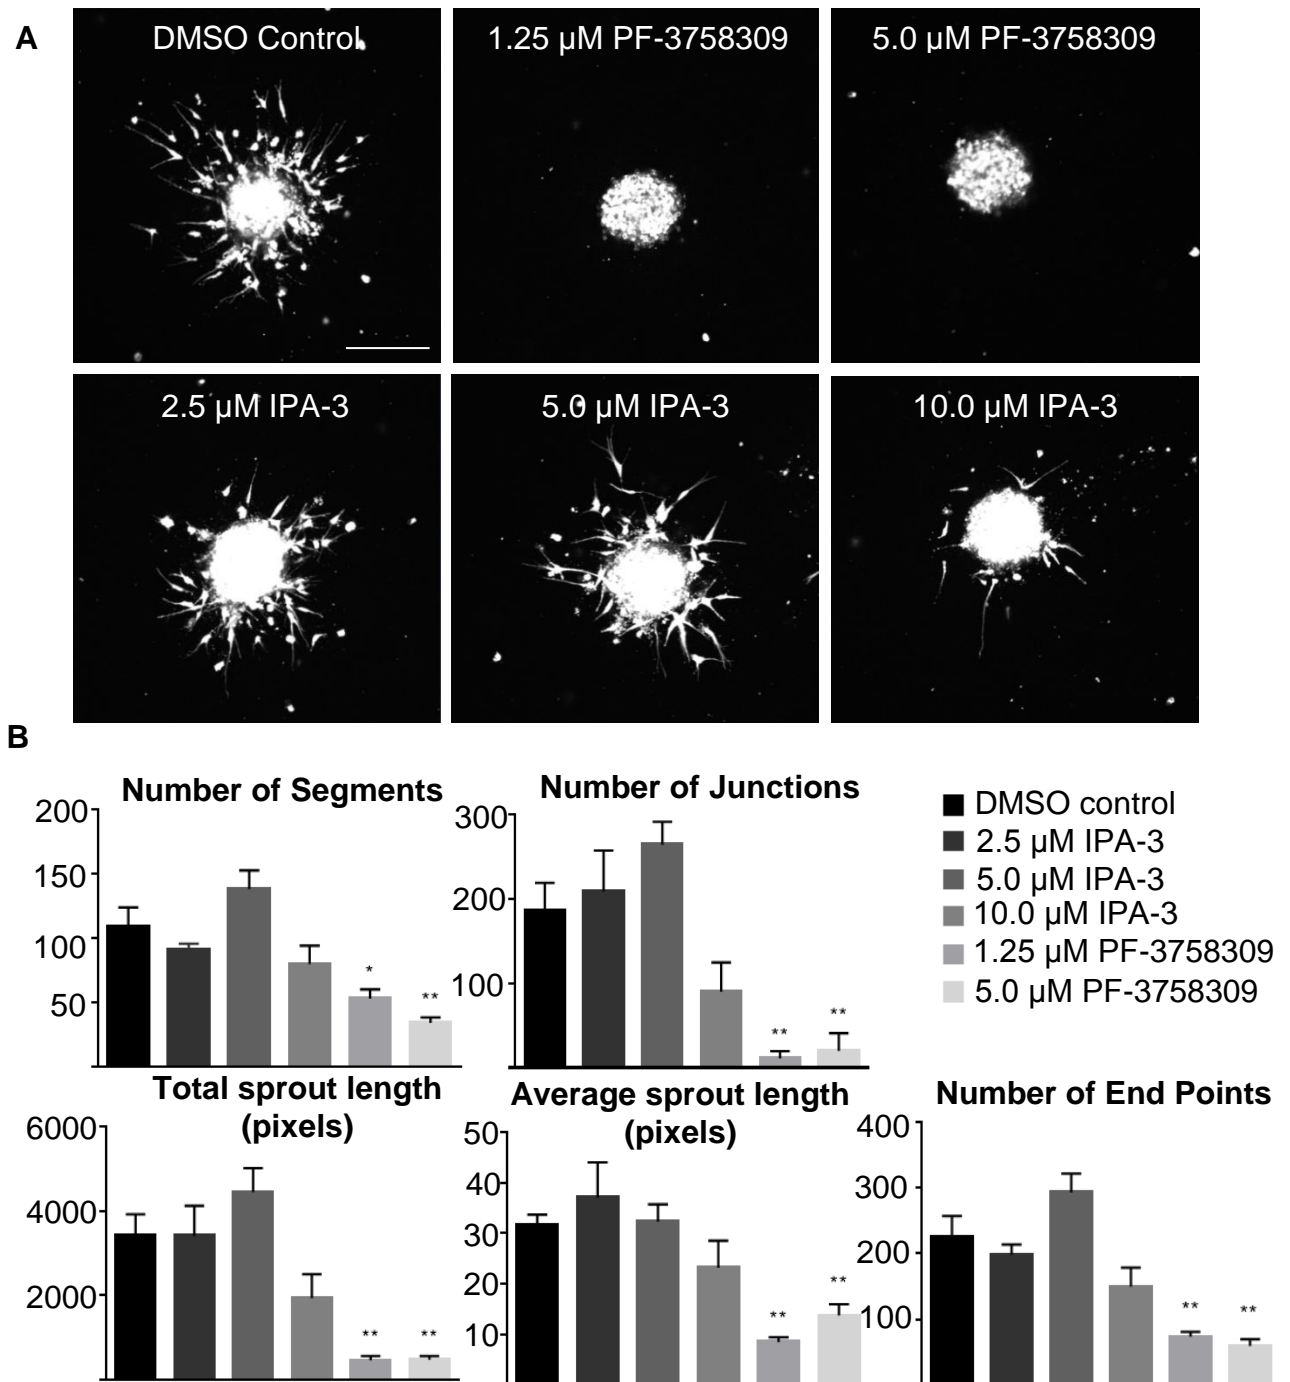 A
DMSO Control
1.25 µM PF-3758309
5.0 µM PF-3758309
2.5 µM IPA-3
5.0 µM IPA-3
10.0 µM IPA-3
B
Number of Segments
200
150
100
50
*
**
Number of Junctions
300
200
100
**
**
DMSO control
2.5 µM IPA-3
5.0 µM IPA-3
10.0 µM IPA-3
1.25 µM PF-3758309
5.0 µM PF-3758309
Total sprout length
(pixels)
6000
4000
2000
**
**
Average sprout length
(pixels)
50
40
30
20
10
**
**
Number of End Points
400
300
200
100
**
**